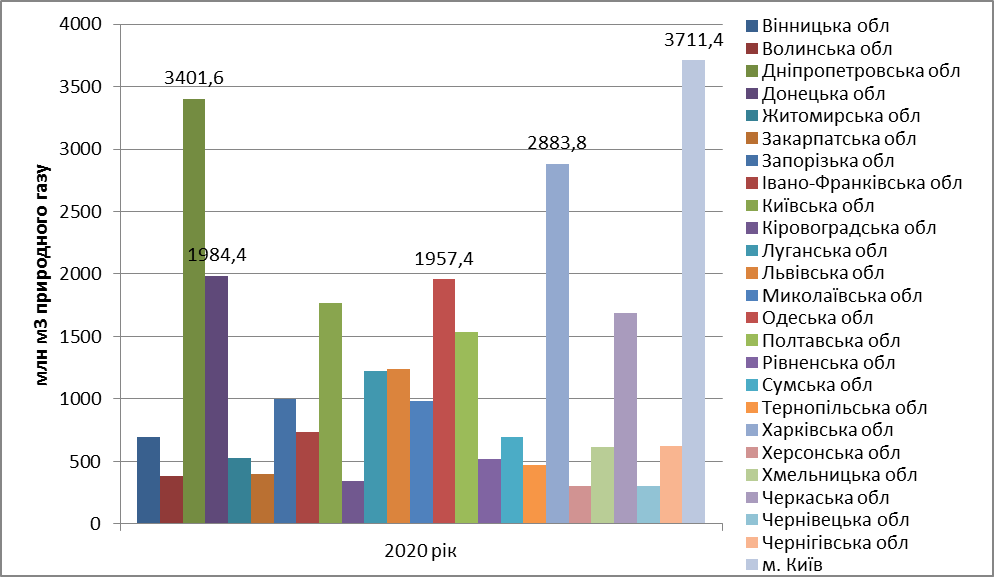 млн м3 природного газу
4000
3500
3000
2500
2000
1500
1000
500
0
3401,6
1984,4
1957,4
2883,8
3711,4
2020 рік
Вінницька обл
Волинська обл
Дніпропетровська обл
Донецька обл
Житомирська обл
Закарпатська обл
Запорізька обл
Івано-Франківська обл
Київська обл
Кіровоградська обл
Луганська обл
Львівська обл
Миколаївська обл
Одеська обл
Полтавська обл
Рівненська обл
Сумська обл
Тернопільська обл
Харківська обл
Херсонська обл
Хмельницька обл
Черкаська обл
Чернівецька обл
Чернігівська обл
м. Київ